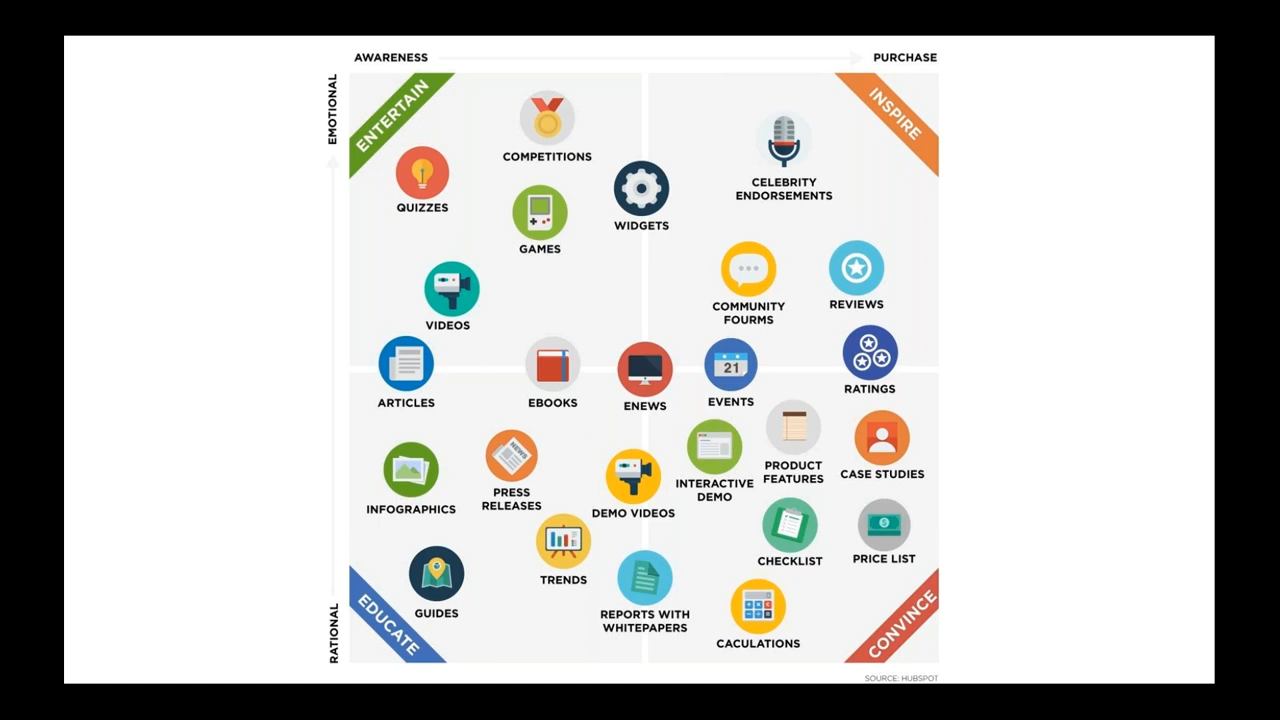 AWARENESS
PURCHASE
EMOTIONAL
ENTERTAIN
INSPIRE
COMPETITIONS
QUIZZES
CELEBRITY
ENDORSEMENTS
WIDGETS
GAMES
COMMUNITY
FOURMS
REVIEWS
VIDEOS
ARTICLES
EBOOKS
ENEWS
21
EVENTS
RATINGS
NEWS
INFOGRAPHICS
PRESS
RELEASES
DEMO VIDEOS
INTERACTIVE
DEMO
PRODUCT
FEATURES
CASE STUDIES
TRENDS
CHECKLIST
$
PRICE LIST
GUIDES
REPORTS WITH
WHITEPAPERS
CACULATIONS
RATIONAL
EDUCATE
CONVINCE
SOURCE: HUBSPOT